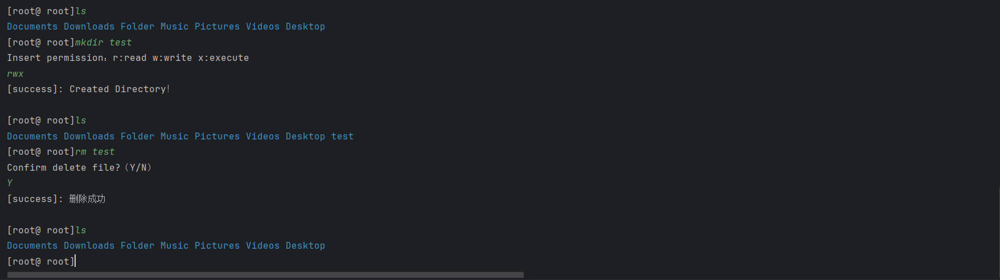 [root@ root]ls
Documents Downloads Folder Music Pictures Videos Desktop
[root@ root]mkdir test
Insert permission：r:read w:write x:execute
rwx
[success]: Created Directory！
[root@ root]ls
Documents Downloads Folder Music Pictures Videos Desktop test
[root@ root]rm test
Confirm delete file?（Y/N）
Y
[success]: 删除成功
[root@ root]ls
Documents Downloads Folder Music Pictures Videos Desktop
[root@ root]